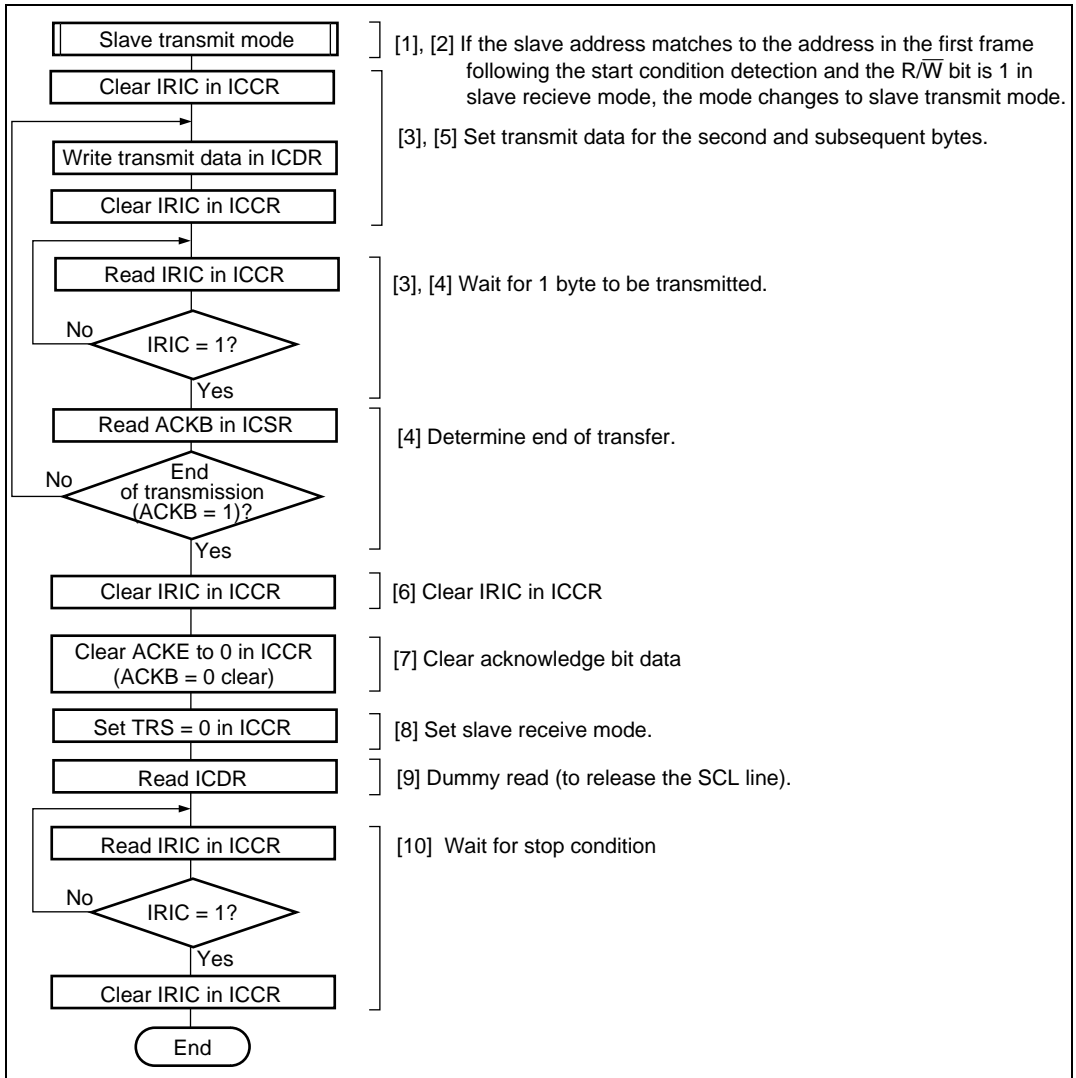 Slave transmit mode
[1], [2] If the slave address matches to the address in the first frame
following the start condition detection and the R/W̅ bit is 1 in
slave recieve mode, the mode changes to slave transmit mode.
Clear IRIC in ICCR
[3], [5] Set transmit data for the second and subsequent bytes.
Write transmit data in ICDR
Clear IRIC in ICCR
Read IRIC in ICCR
[3], [4] Wait for 1 byte to be transmitted.
No
IRIC = 1?
Yes
Read ACKB in ICSR
[4] Determine end of transfer.
No
End
of transmission
(ACKB = 1)?
Yes
Clear IRIC in ICCR
[6] Clear IRIC in ICCR
Clear ACKE to 0 in ICCR
(ACKB = 0 clear)
[7] Clear acknowledge bit data
Set TRS = 0 in ICCR
[8] Set slave receive mode.
Read ICDR
[9] Dummy read (to release the SCL line).
Read IRIC in ICCR
[10] Wait for stop condition
No
IRIC = 1?
Yes
Clear IRIC in ICCR
End